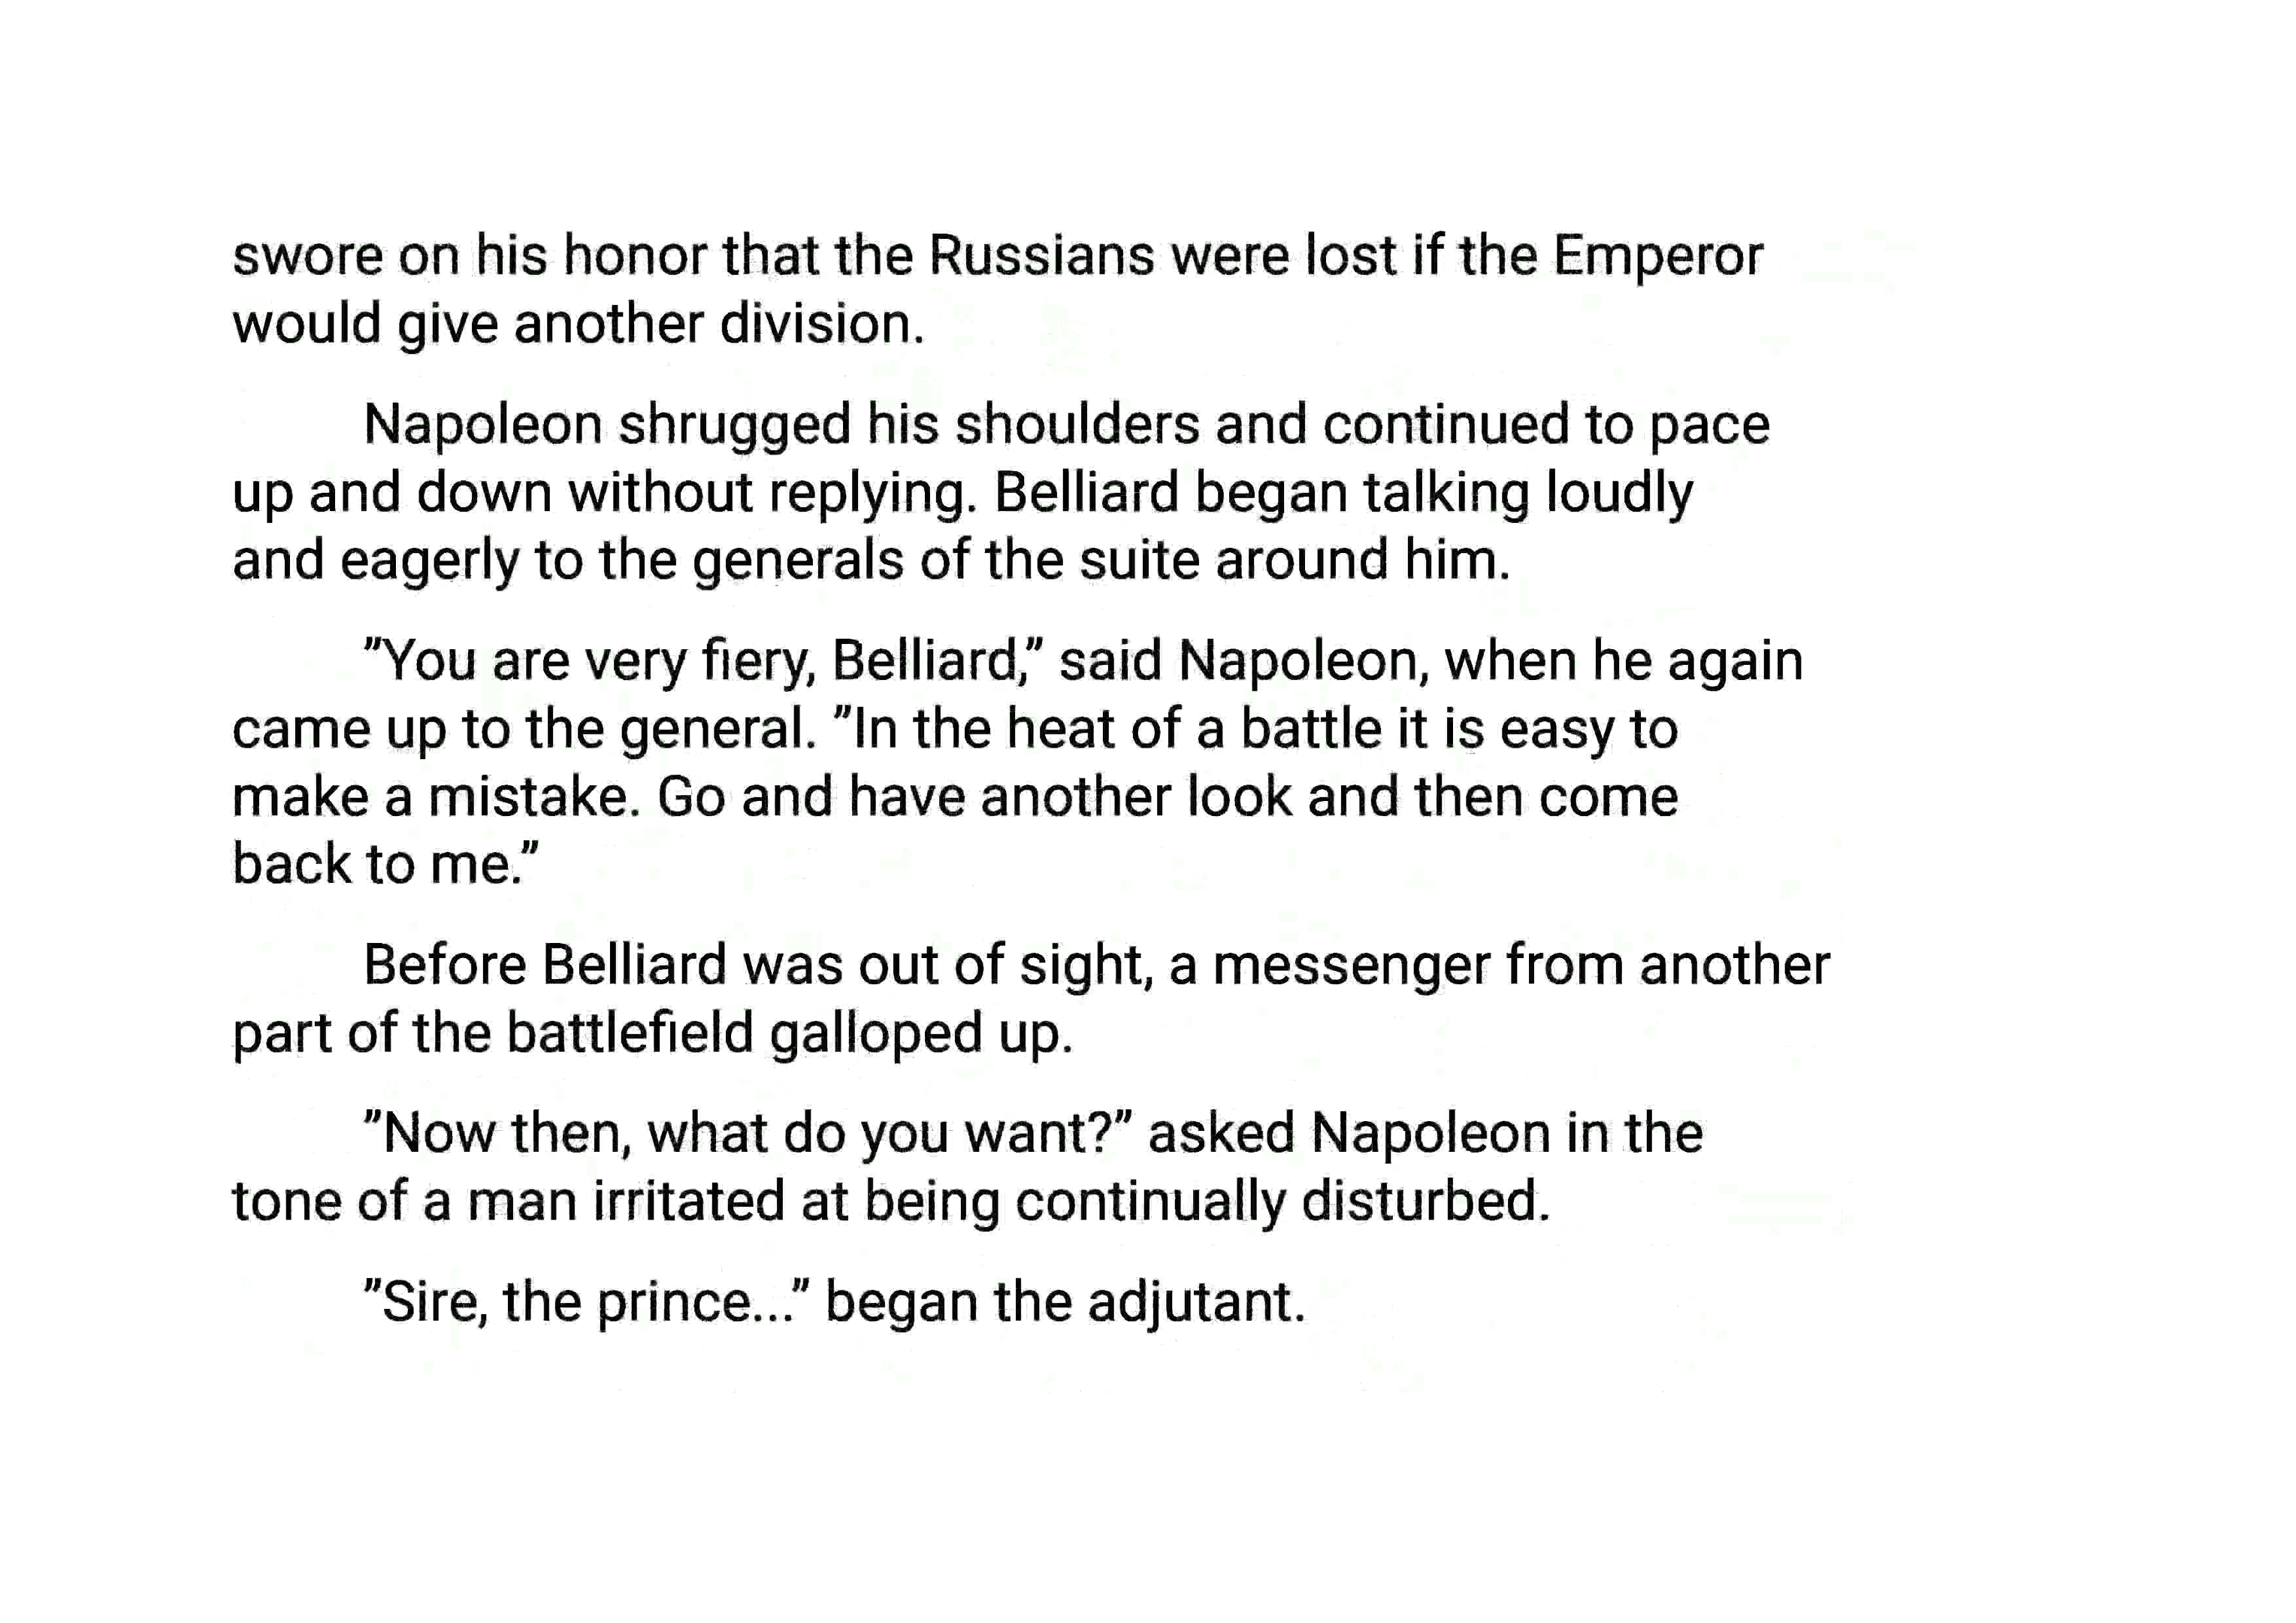 swore on his honor that the Russians were lost if the Emperor
would give another division.
Napoleon shrugged his shoulders and continued to pace
up and down without replying. Belliard began talking loudly
and eagerly to the generals of the suite around him.
”You are very fiery, Belliard,” said Napoleon, when he again
came up to the general. ”In the heat of a battle it is easy to
make a mistake. Go and have another look and then come
back to me.”
Before Belliard was out of sight, a messenger from another
part of the battlefield galloped up.
”Now then, what do you want?” asked Napoleon in the
tone of a man irritated at being continually disturbed.
”Sire, the prince...” began the adjutant.